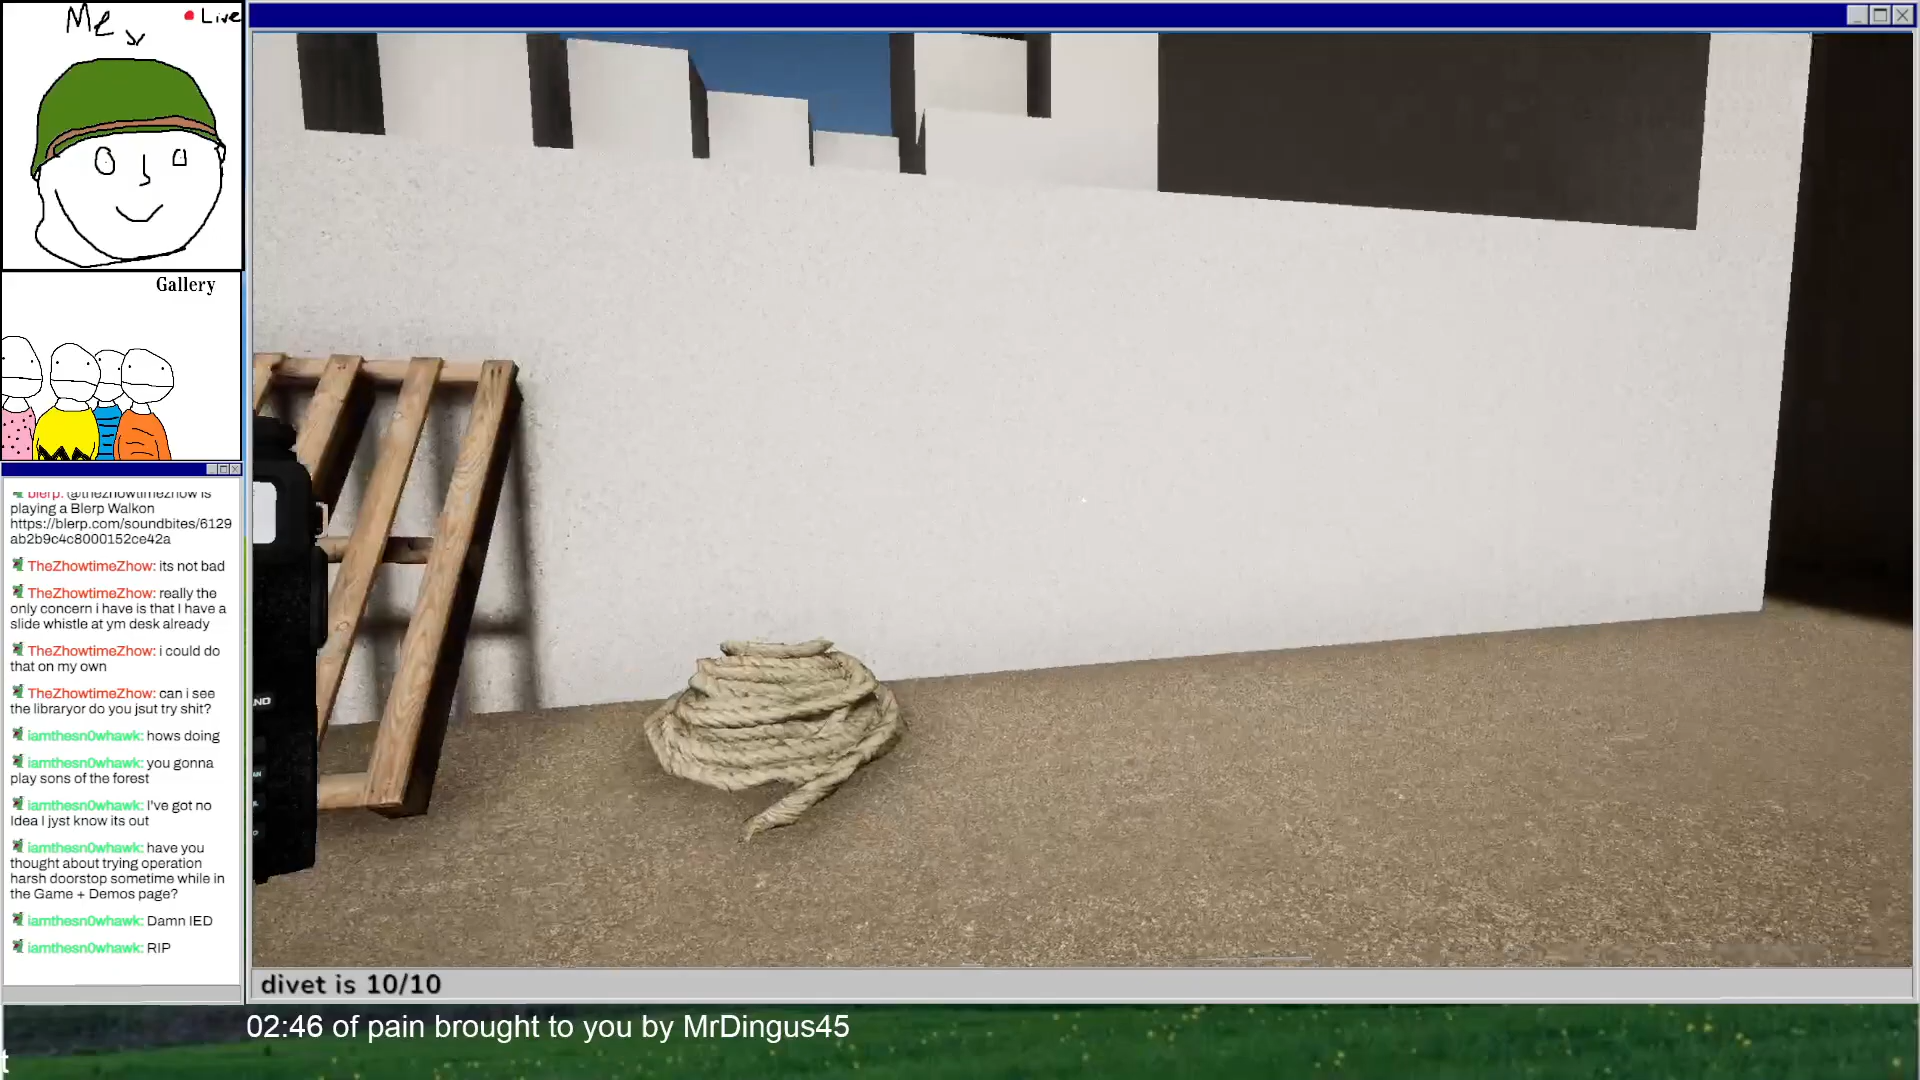 Me
Live
Gallery
blerp: @thezhowtimezhow is
playing a Blerp Walkon
https://blerp.com/soundbites/6129
ab2b9c4c8000152ce42a
TheZhowtimeZhow: its not bad
TheZhowtimeZhow: really the
only concern i have is that I have a
slide whistle at ym desk already
TheZhowtimeZhow: i could do
that on my own
TheZhowtimeZhow: can i see
the libraryor do you jsut try shit?
iamthesn0whawk: hows doing
iamthesn0whawk: you gonna
play sons of the forest
iamthesn0whawk: I've got no
Idea I jyst know its out
iamthesn0whawk: have you
thought about trying operation
harsh doorstop sometime while in
the Game + Demos page?
iamthesn0whawk: Damn IED
iamthesn0whawk: RIP
divet is 10/10
02:46 of pain brought to you by MrDingus45
t